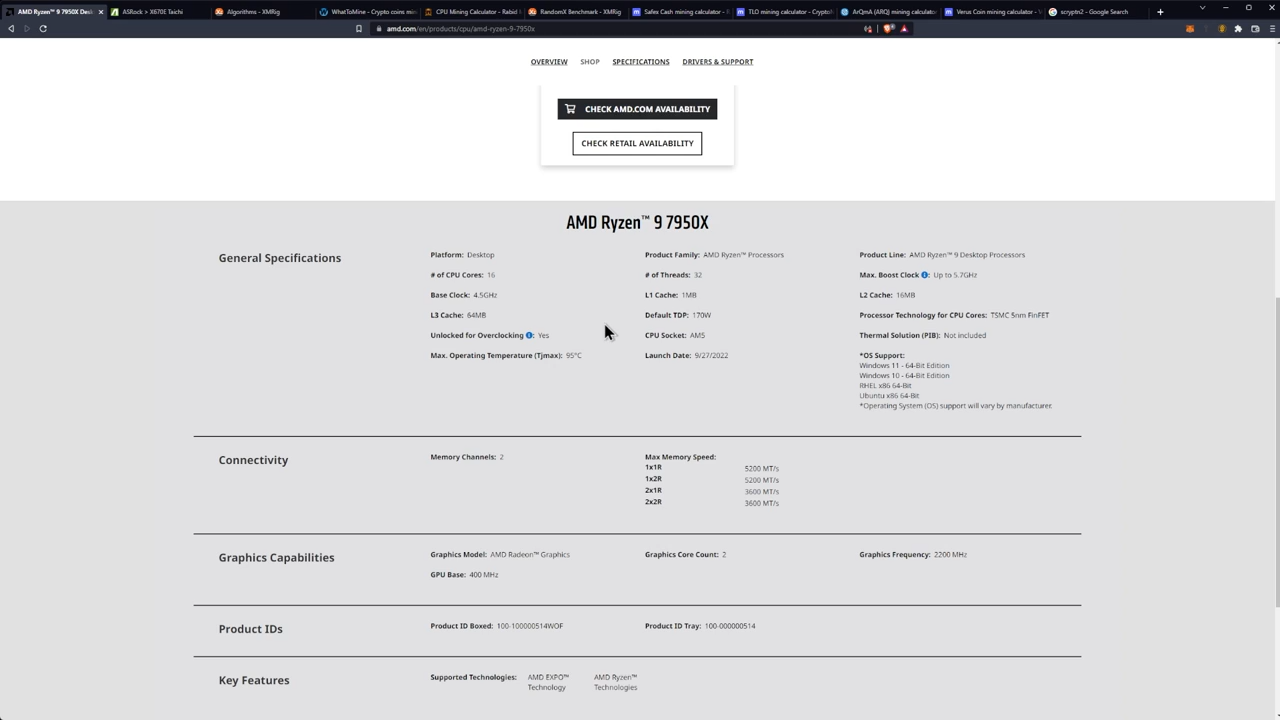 AMD Ryzen™ 9 7950X Desk
ASRock > X670E Taichi
Algorithms - XMRig
WhatToMine - Crypto coins min
CPU Mining Calculator - Rabid
RandomX Benchmark - XMRig
Safex Cash mining calculator -
TLO mining calculator - Crypto
ArQmA (ARQ) mining calculato
Verus Coin mining calculator -
scryptn2 - Google Search
amd.com/en/products/cpu/amd-ryzen-9-7950x
OVERVIEW SHOP SPECIFICATIONS DRIVERS & SUPPORT
CHECK AMD.COM AVAILABILITY
CHECK RETAIL AVAILABILITY
AMD Ryzen™ 9 7950X
General Specifications
Platform: Desktop
Product Family: AMD Ryzen™ Processors
Product Line: AMD Ryzen™ 9 Desktop Processors
# of CPU Cores: 16
# of Threads: 32
Max. Boost Clock: Up to 5.7GHz
Base Clock: 4.5GHz
L1 Cache: 1MB
L2 Cache: 16MB
L3 Cache: 64MB
Default TDP: 170W
Processor Technology for CPU Cores: TSMC 5nm FinFET
Unlocked for Overclocking: Yes
CPU Socket: AM5
Thermal Solution (PIB): Not included
Max. Operating Temperature (Tjmax): 95°C
Launch Date: 9/27/2022
*OS Support:
Windows 11 - 64-Bit Edition
Windows 10 - 64-Bit Edition
RHEL x86 64-Bit
Ubuntu x86 64-Bit
*Operating System (OS) support will vary by manufacturer.
Connectivity
Memory Channels: 2
Max Memory Speed:
1x1R 5200 MT/s
1x2R 5200 MT/s
2x1R 3600 MT/s
2x2R 3600 MT/s
Graphics Capabilities
Graphics Model: AMD Radeon™ Graphics
Graphics Core Count: 2
Graphics Frequency: 2200 MHz
GPU Base: 400 MHz
Product IDs
Product ID Boxed: 100-100000514WOF
Product ID Tray: 100-000000514
Key Features
Supported Technologies:
AMD EXPO™
Technology
AMD Ryzen™
Technologies